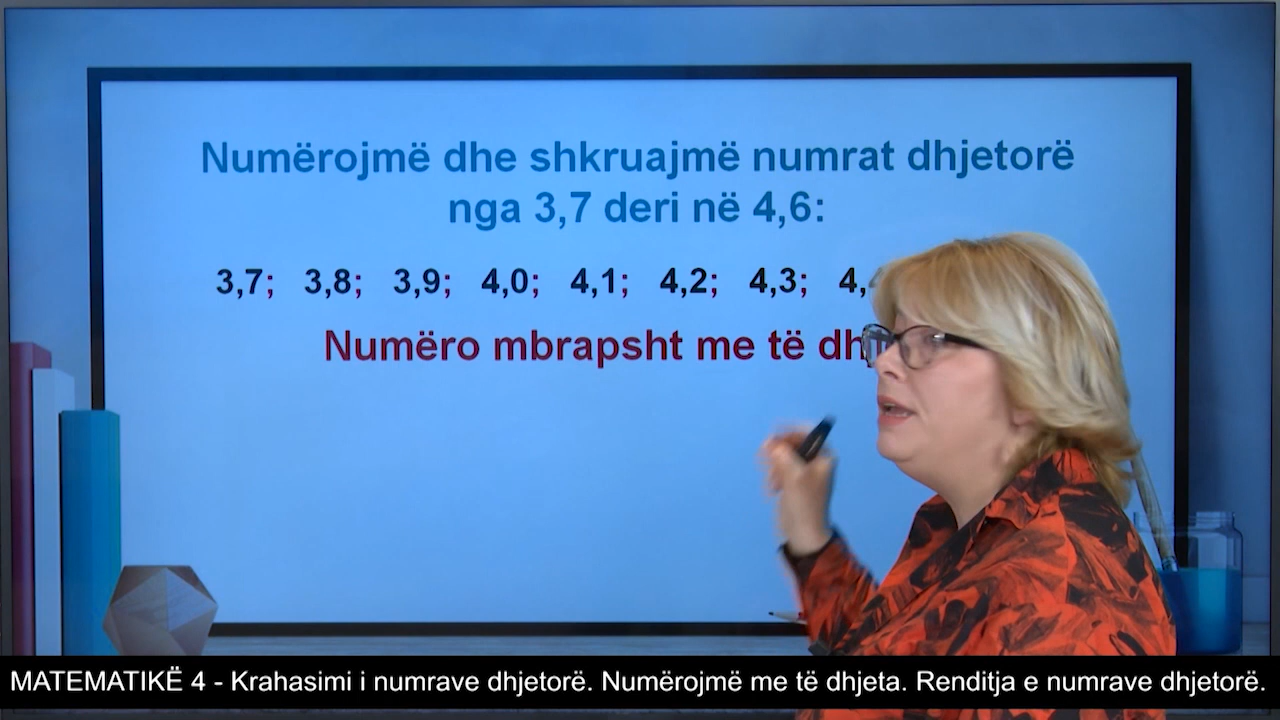 Numërojmë dhe shkruajmë numrat dhjetorë
nga 3,7 deri në 4,6:
3,7; 3,8; 3,9; 4,0; 4,1; 4,2; 4,3;
Numëro mbrapsht me të
MATEMATIKË 4 - Krahasimi i numrave dhjetorë. Numërojmë me të dhjeta. Renditja e numrave dhjetorë.